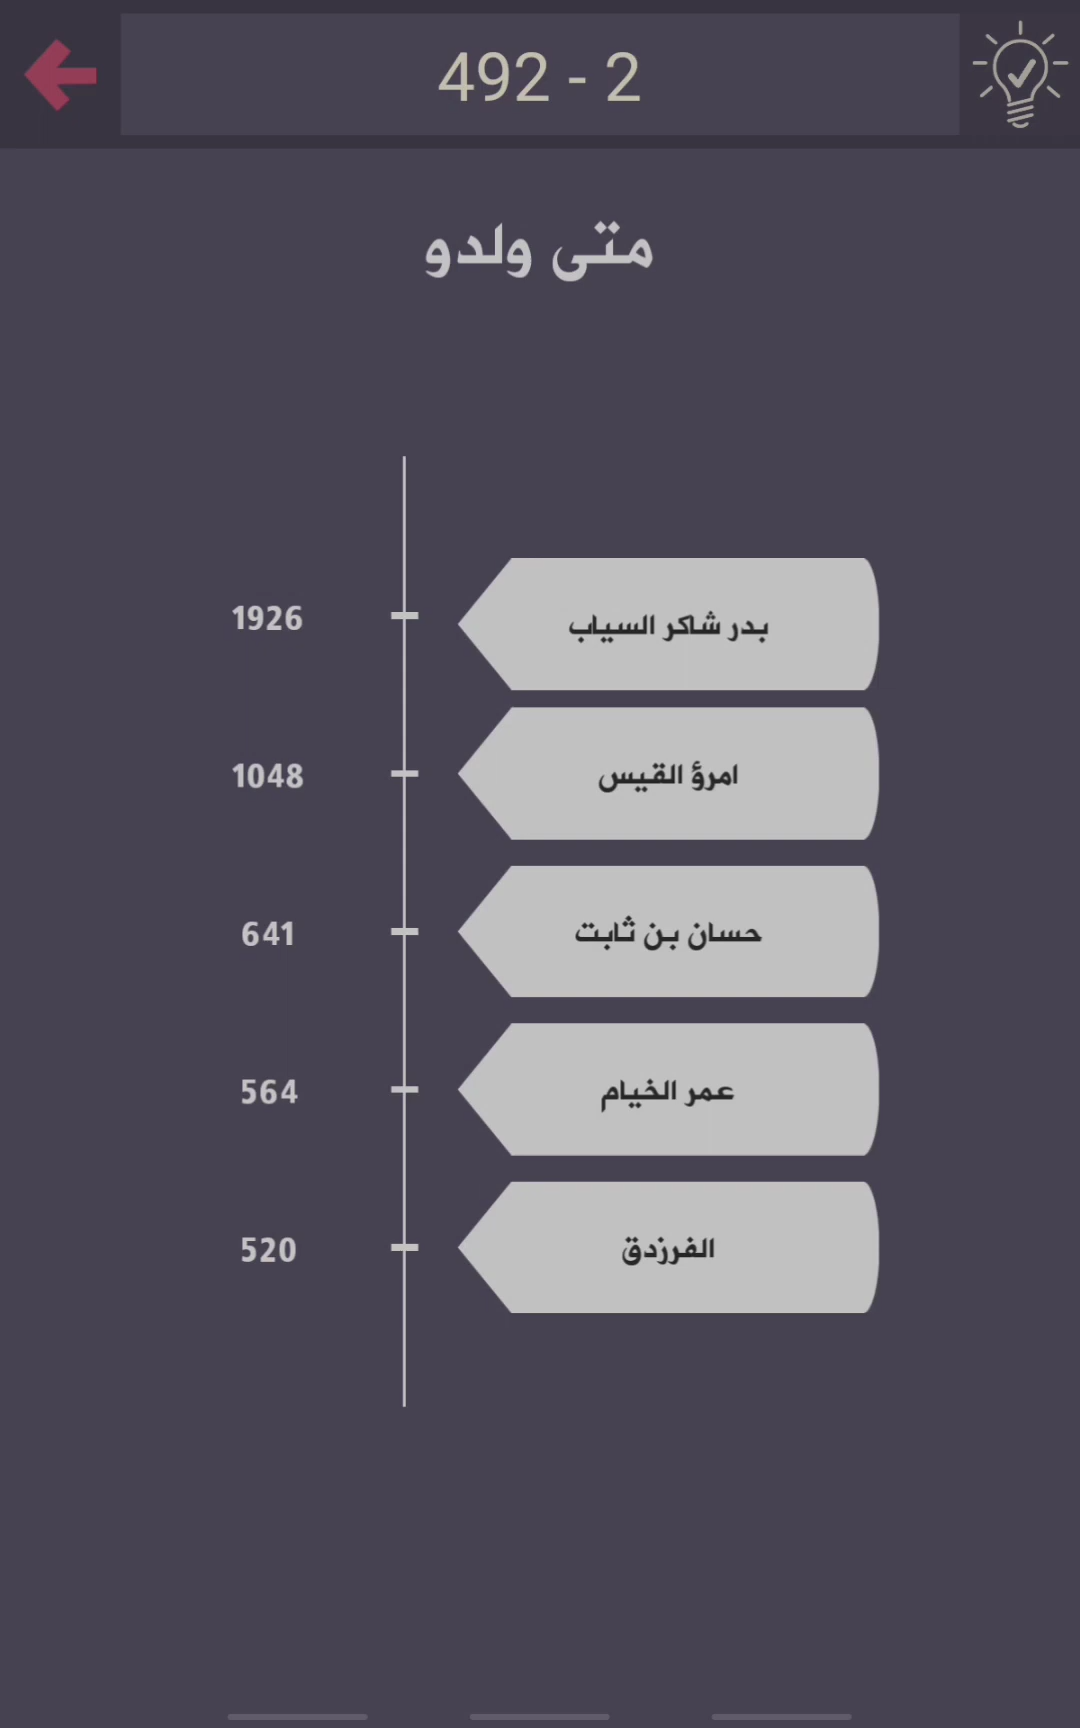 492 - 2
متى ولدو
1926
بدر شاكر السياب
1048
امرؤ القيس
641
حسان بن ثابت
564
عمر الخيام
520
الفرزدق